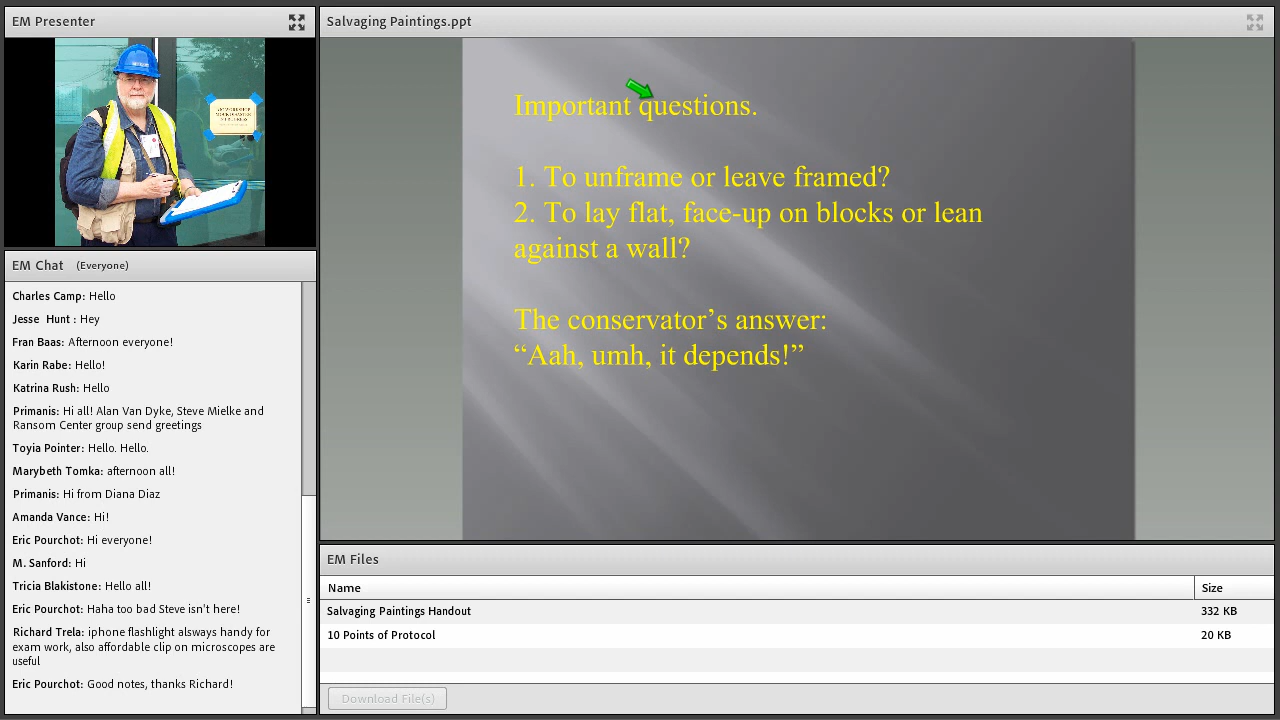 EM Presenter
EM Chat (Everyone)
Charles Camp: Hello
Jesse Hunt : Hey
Fran Baas: Afternoon everyone!
Karin Rabe: Hello!
Katrina Rush: Hello
Primanis: Hi all! Alan Van Dyke, Steve Mielke and
Ransom Center group send greetings
Toyia Pointer: Hello. Hello.
Marybeth Tomka: afternoon all!
Primanis: Hi from Diana Diaz
Amanda Vance: Hi!
Eric Pourchot: Hi everyone!
M. Sanford: Hi
Tricia Blakistone: Hello all!
Eric Pourchot: Haha too bad Steve isn't here!
Richard Trela: iphone flashlight alsways handy for
exam work, also affordable clip on microscopes are
useful
Eric Pourchot: Good notes, thanks Richard!
Salvaging Paintings.ppt
Important questions.
1. To unframe or leave framed?
2. To lay flat, face-up on blocks or lean
against a wall?
The conservator’s answer:
“Aah, umh, it depends!”
EM Files
Name Size
Salvaging Paintings Handout 332 KB
10 Points of Protocol 20 KB
Download File(s)